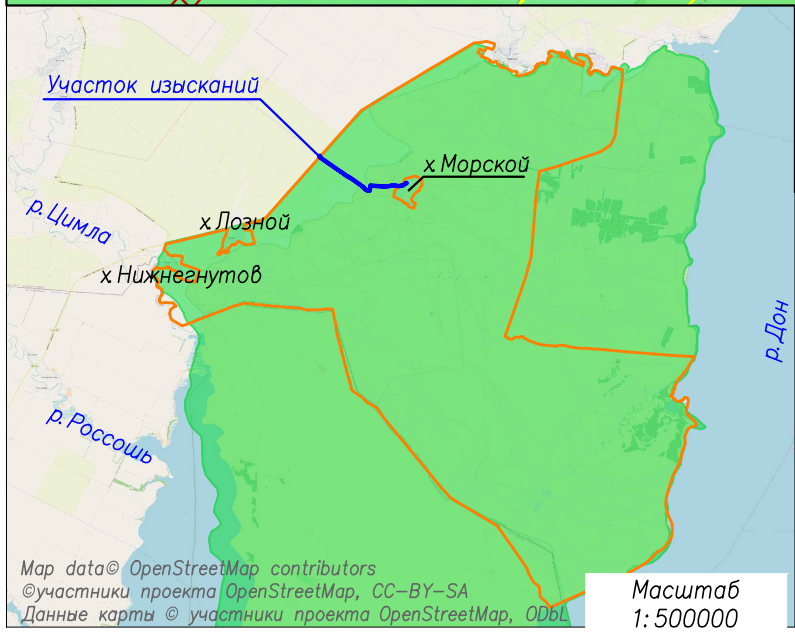 Участок изысканий
х.Морской
р.Цимла
х.Лозной
х.Нижнегнутов
р.Дон
р.Россошь
Map data© OpenStreetMap contributors
©участники проекта OpenStreetMap, CC-BY-SA
Данные карты © участники проекта OpenStreetMap, ODbL
Масштаб
1:500000